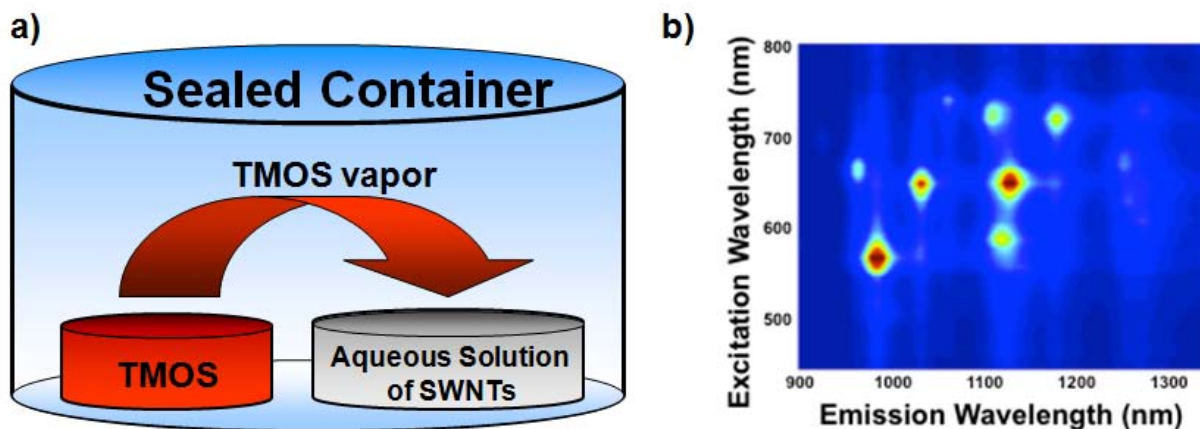 a)
Sealed Container
TMOS vapor
TMOS
Aqueous Solution
of SWNTs
b)
Excitation Wavelength (nm)
800
700
600
500
900 1000 1100 1200 1300
Emission Wavelength (nm)